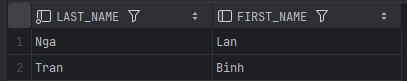 LAST_NAME FIRST_NAME
1 Nga Lan
2 Tran Binh